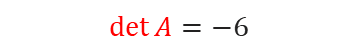 det A = −6